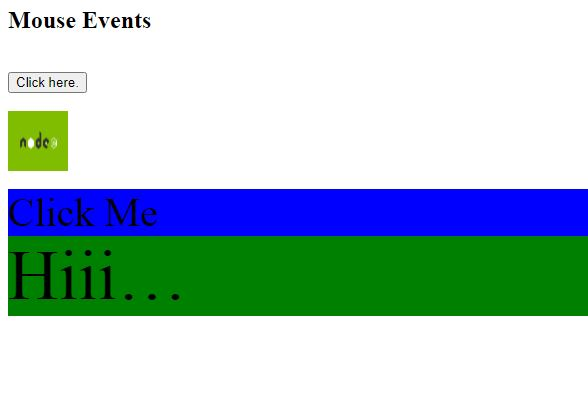 Mouse Events
Click here.
node
Click Me
Hiii...